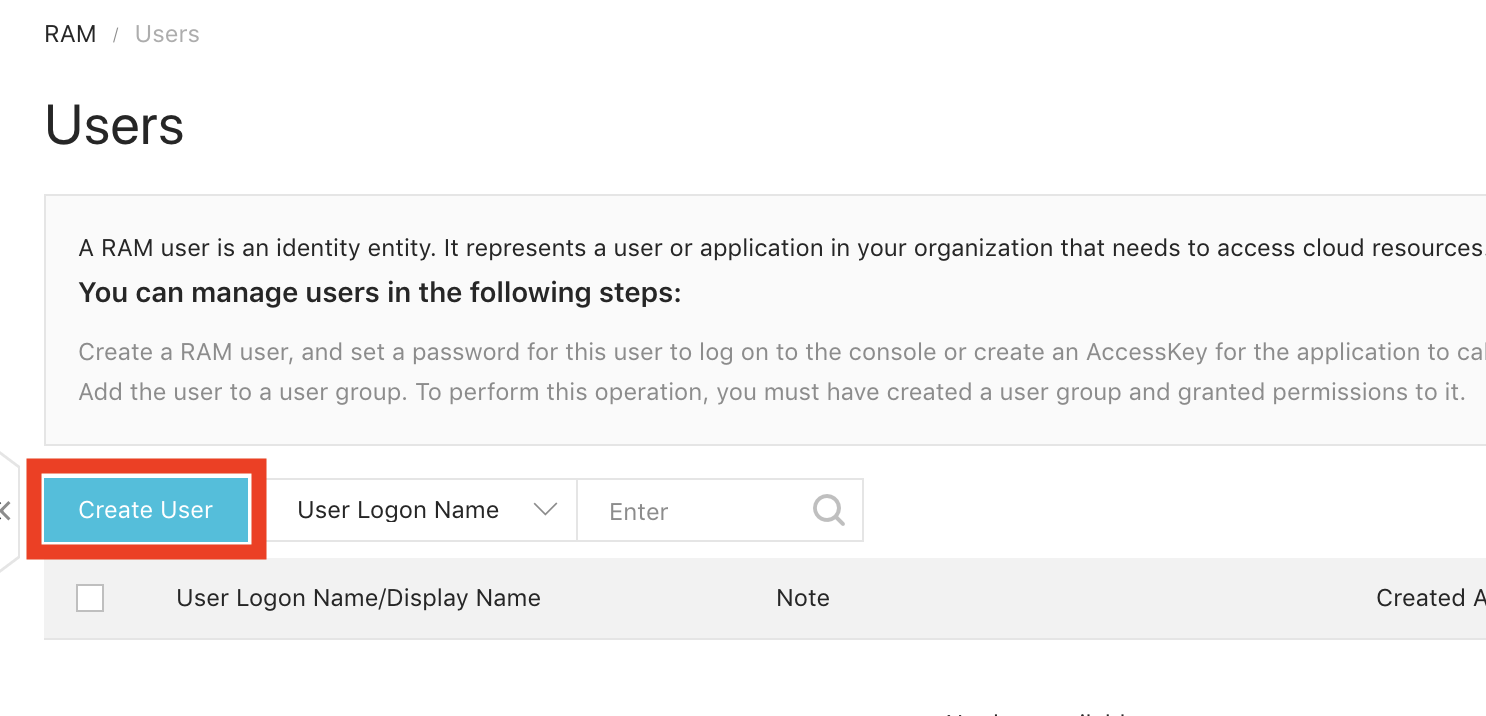 RAM / Users
Users
A RAM user is an identity entity. It represents a user or application in your organization that needs to access cloud resources.
You can manage users in the following steps:
Create a RAM user, and set a password for this user to log on to the console or create an AccessKey for the application to
Add the user to a user group. To perform this operation, you must have created a user group and granted permissions to it.
Create User User Logon Name Enter
User Logon Name/Display Name Note Created